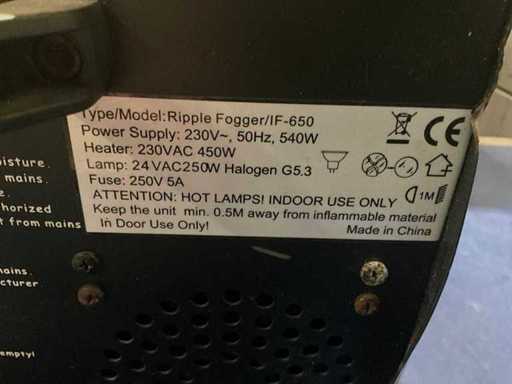 Type/Model:Ripple Fogger/IF-650
Power Supply: 230V~, 50Hz, 540W
Heater: 230VAC 450W
Lamp: 24VAC250W Halogen G5.3
Fuse: 250V 5A
ATTENTION: HOT LAMPS! INDOOR USE ONLY
1M
Keep the unit min. 0.5M away from inflammable material
In Door Use Only!
Made in China
CE
oisture.
mains.
e.
horized
t from mains
ains.
cturer
empty!